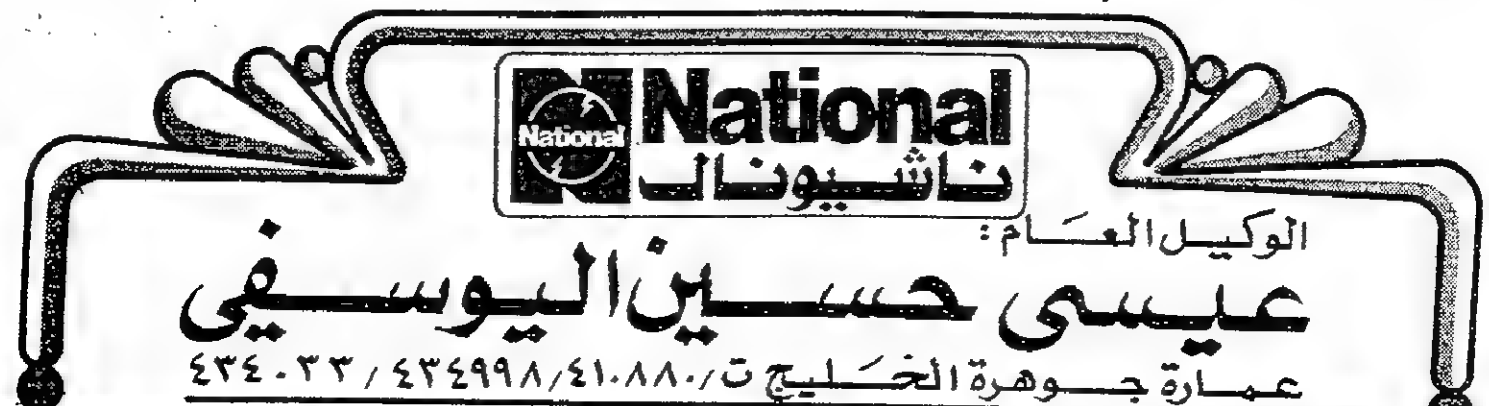 National
National
ناشيونال
الوكيل العام:
عيسى حسين اليوسفي
عمارة جوهرة الخليج ت/٤١٠٨٨٠/٤٣٤٩٩٨/٤٣٤٠٣٣